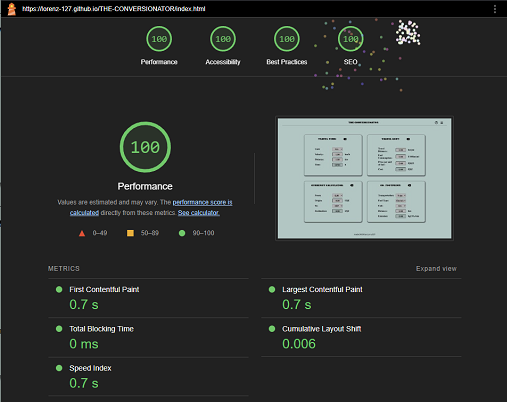 https://lorenz-127.github.io/THE-CONVERSIONATOR/index.html
100 100 100 100
Performance Accessibility Best Practices SEO
100
Performance
Values are estimated and may vary. The performance score is
calculated directly from these metrics. See calculator.
0–49 50–89 90–100
THE CONVERSIONATOR
METRICS Expand view
First Contentful Paint
0.7 s
Largest Contentful Paint
0.7 s
Total Blocking Time
0 ms
Cumulative Layout Shift
0.006
Speed Index
0.7 s